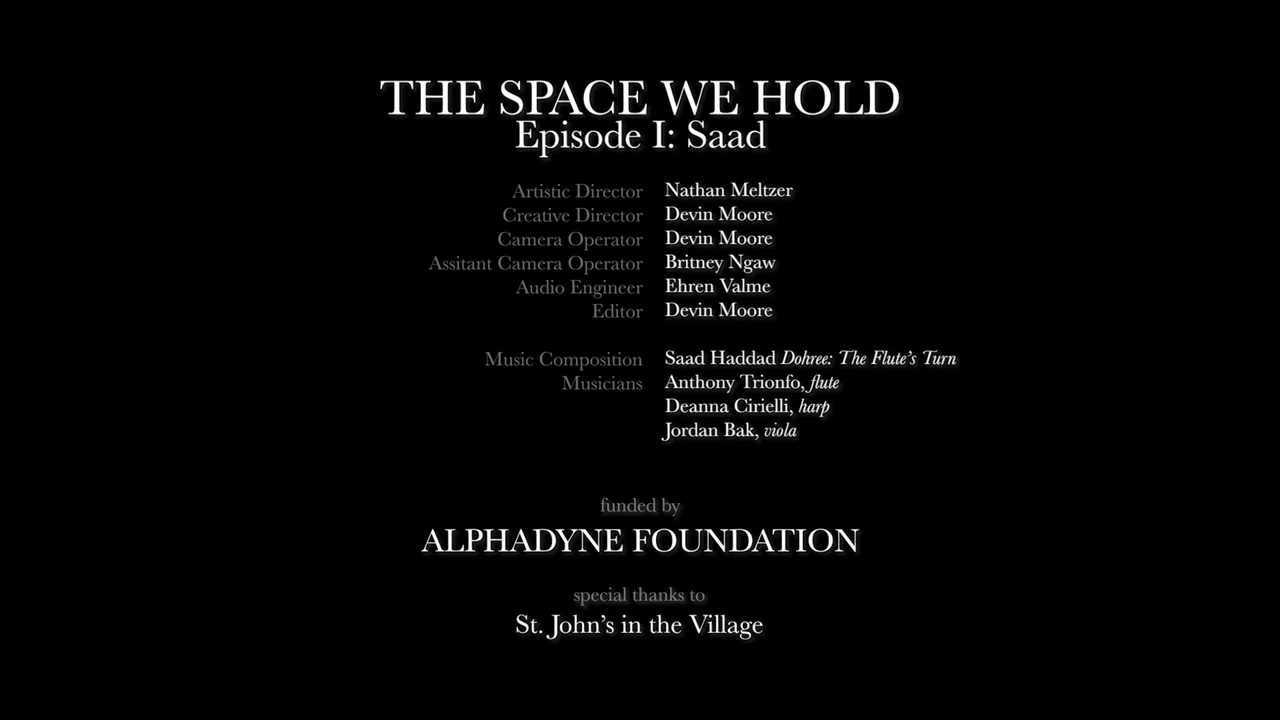 THE SPACE WE HOLD
Episode I: Saad
Artistic Director Nathan Meltzer
Creative Director Devin Moore
Camera Operator Devin Moore
Assitant Camera Operator Britney Ngaw
Audio Engineer Ehren Valme
Editor Devin Moore
Music Composition Saad Haddad Dohree: The Flute's Turn
Musicians Anthony Trionfo, flute
Deanna Cirielli, harp
Jordan Bak, viola
funded by
ALPHADYNE FOUNDATION
special thanks to
St. John's in the Village